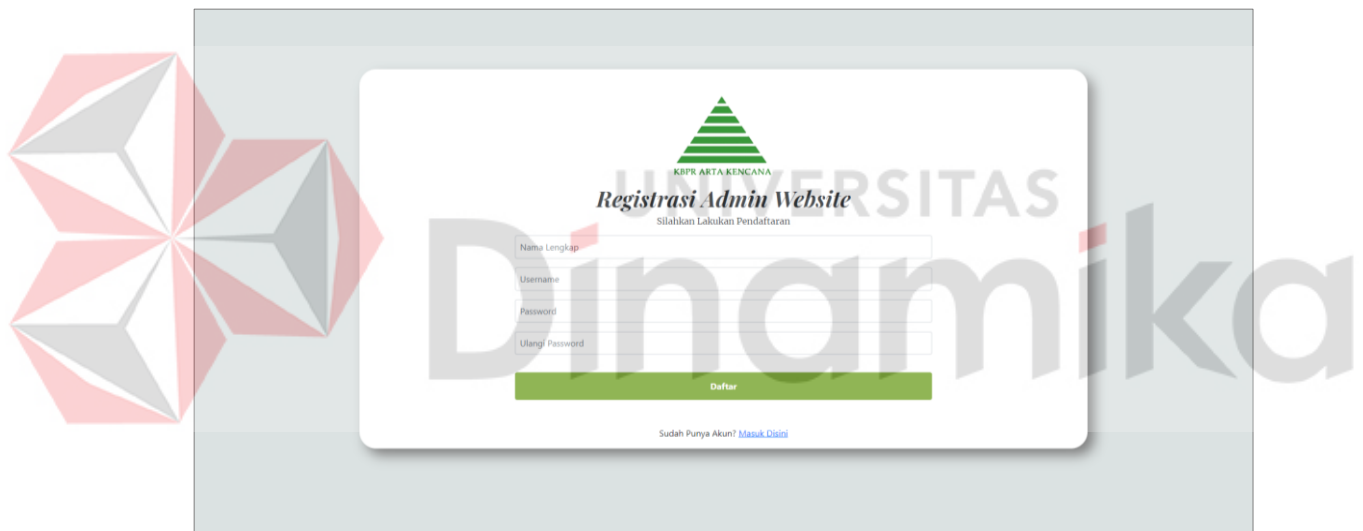 KBPR ARTA KENCANA
UNIVERSITAS
Registrasi Admin Website
Silahkan Lakukan Pendaftaran
Dinamika
Nama Lengkap
Username
Password
Ulangi Password
Daftar
Sudah Punya Akun? Masuk Disini